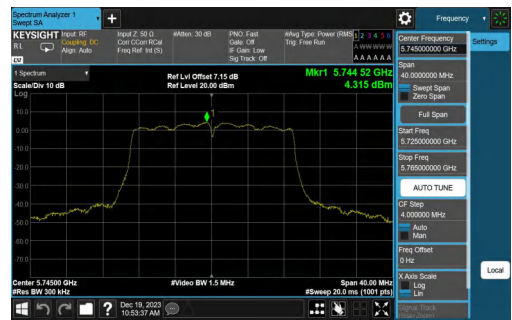 Spectrum Analyzer 1
Swept SA
Frequency
KEYSIGHT
Input: RF
Coupling: DC
Align: Auto
Input Z: 50 Ω
Corr CCorr RCal
Freq Ref: Int (S)
#Atten: 30 dB
PNO: Fast
Gate: Off
IF Gain: Low
Sig Track: Off
#Avg Type: Power (RMS
Trig: Free Run
1 2 3 4 5 6
A W W W W W
A A A A A A
LV
1 Spectrum
Scale/Div 10 dB
Log
Ref Lvl Offset 7.15 dB
Ref Level 20.00 dBm
Mkr1 5.744 52 GHz
4.315 dBm
1
10.0
0.00
-10.0
-20.0
-30.0
-40.0
-50.0
-60.0
-70.0
Center 5.74500 GHz
#Res BW 300 kHz
#Video BW 1.5 MHz
Span 40.00 MHz
#Sweep 20.0 ms (1001 pts)
Dec 19, 2023
10:53:37 AM
Center Frequency
5.745000000 GHz
Span
40.0000000 MHz
Swept Span
Zero Span
Full Span
Start Freq
5.725000000 GHz
Stop Freq
5.765000000 GHz
AUTO TUNE
CF Step
4.000000 MHz
Auto
Man
Freq Offset
0 Hz
X Axis Scale
Log
Lin
Signal Track
Settings
Local